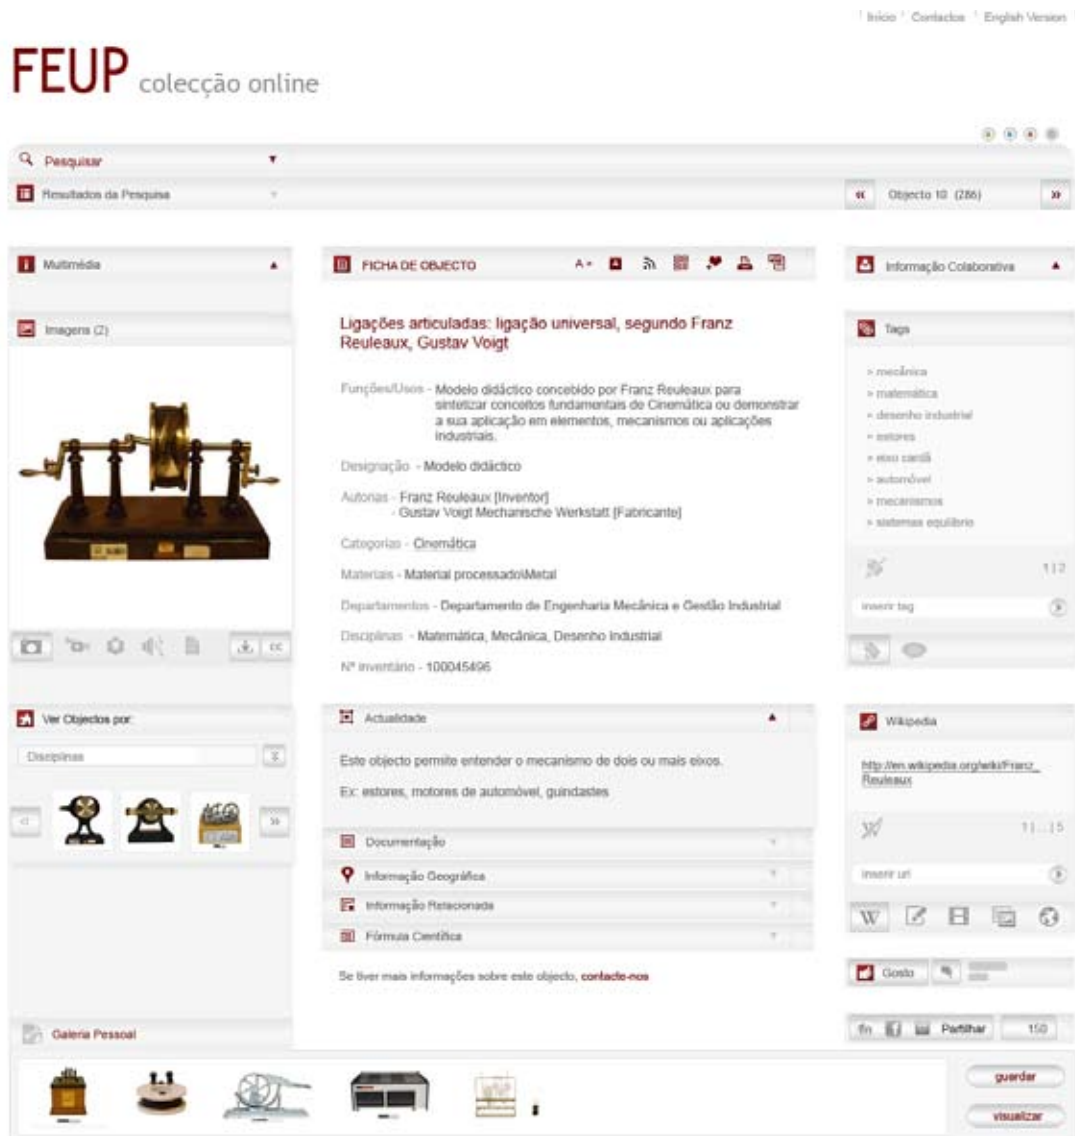 Início Contactos English Version
FEUP colecção online
Pesquisar
Resultados da Pesquisa
Objecto 10 (286)
Multimédia
Imagens (2)
Ver Objectos por:
Disciplinas
Galeria Pessoal
FICHA DE OBJECTO A+
Ligações articuladas: ligação universal, segundo Franz
Reuleaux, Gustav Voigt
Funções/Usos - Modelo didáctico concebido por Franz Reuleaux para
sintetizar conceitos fundamentais de Cinemática ou demonstrar
a sua aplicação em elementos, mecanismos ou aplicações
industriais.
Designação - Modelo didáctico
Autorias - Franz Reuleaux [Inventor]
- Gustav Voigt Mechanische Werkstatt [Fabricante]
Categorias - Cinemática
Materiais - Material processado\Metal
Departamentos - Departamento de Engenharia Mecânica e Gestão Industrial
Disciplinas - Matemática, Mecânica, Desenho Industrial
Nº Inventário - 100045496
Actualidade
Este objecto permite entender o mecanismo de dois ou mais eixos.
Ex: estores, motores de automóvel, guindastes
Documentação
Informação Geográfica
Informação Relacionada
Fórmula Científica
Se tiver mais informações sobre este objecto, contacte-nos
Informação Colaborativa
Tags
» mecânica
» matemática
» desenho industrial
» estores
» eixo cardã
» automóvel
» mecanismos
» sistemas equilíbrio
1 | 2
inserir tag
Wikipedia
http://en.wikipedia.org/wiki/Franz_
Reuleaux
1 | ... | 5
inserir url
W
Gosto
Partilhar 150
guardar
visualizar